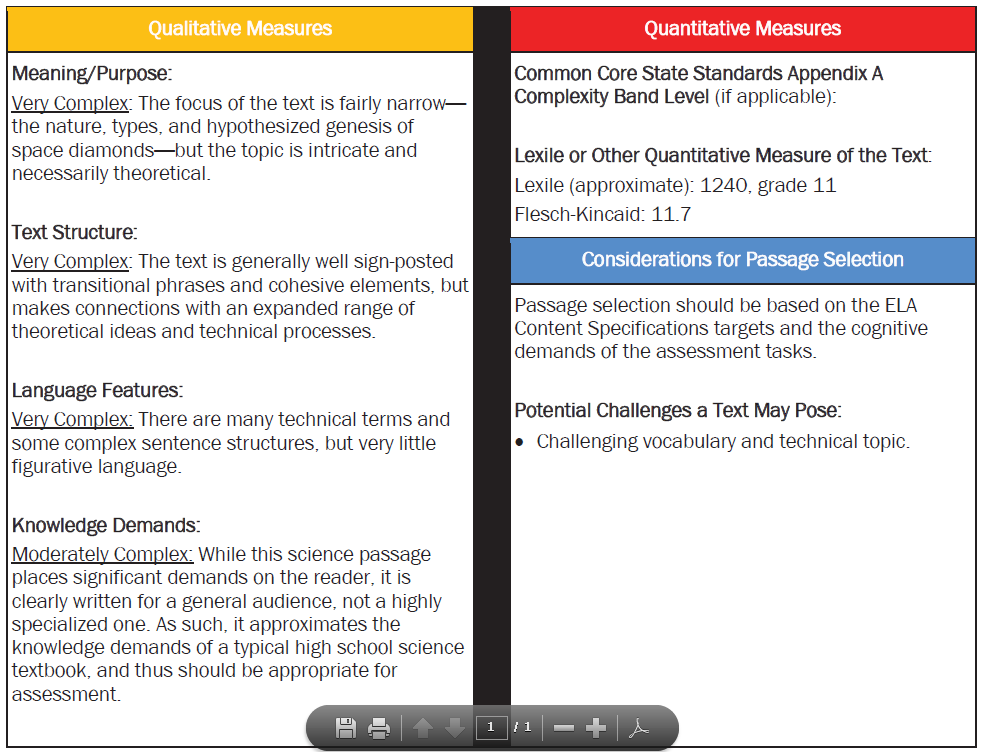 Qualitative Measures
Meaning/Purpose:
Very Complex: The focus of the text is fairly narrow—
the nature, types, and hypothesized genesis of
space diamonds—but the topic is intricate and
necessarily theoretical.
Text Structure:
Very Complex: The text is generally well sign-posted
with transitional phrases and cohesive elements, but
makes connections with an expanded range of
theoretical ideas and technical processes.
Language Features:
Very Complex: There are many technical terms and
some complex sentence structures, but very little
figurative language.
Knowledge Demands:
Moderately Complex: While this science passage
places significant demands on the reader, it is
clearly written for a general audience, not a highly
specialized one. As such, it approximates the
knowledge demands of a typical high school science
textbook, and thus should be appropriate for
assessment.
Quantitative Measures
Common Core State Standards Appendix A
Complexity Band Level (if applicable):
Lexile or Other Quantitative Measure of the Text:
Lexile (approximate): 1240, grade 11
Flesch-Kincaid: 11.7
Considerations for Passage Selection
Passage selection should be based on the ELA
Content Specifications targets and the cognitive
demands of the assessment tasks.
Potential Challenges a Text May Pose:
• Challenging vocabulary and technical topic.
1 / 1